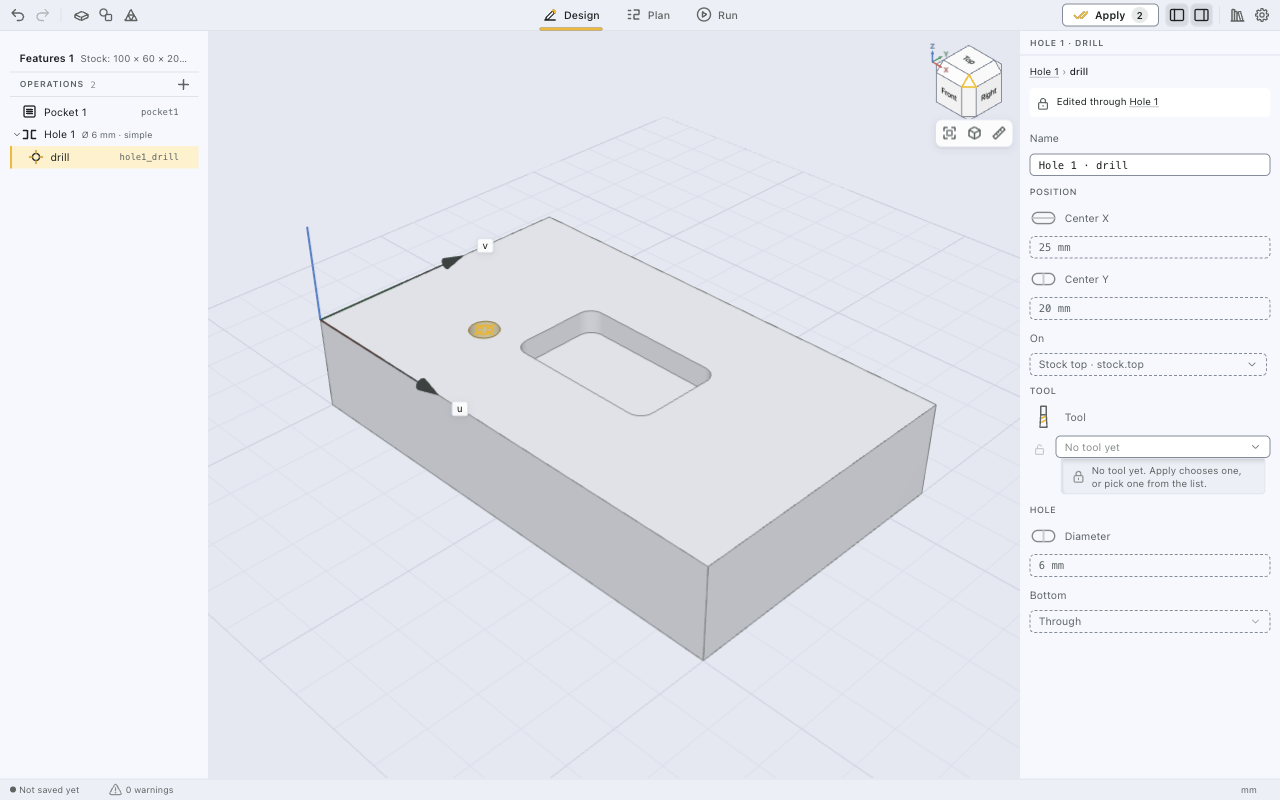 Design
Plan
Run
Apply 2
Features 1 Stock: 100 × 60 × 20…
OPERATIONS 2
Pocket 1 pocket1
Hole 1 Ø 6 mm · simple
drill hole1_drill
v
u
Z
Y
X
Top
Front
Right
HOLE 1 · DRILL
Hole 1 › drill
Edited through Hole 1
Name
Hole 1 · drill
POSITION
Center X
25 mm
Center Y
20 mm
On
Stock top · stock.top
TOOL
Tool
No tool yet
No tool yet. Apply chooses one,
or pick one from the list.
HOLE
Diameter
6 mm
Bottom
Through
Not saved yet
0 warnings
mm